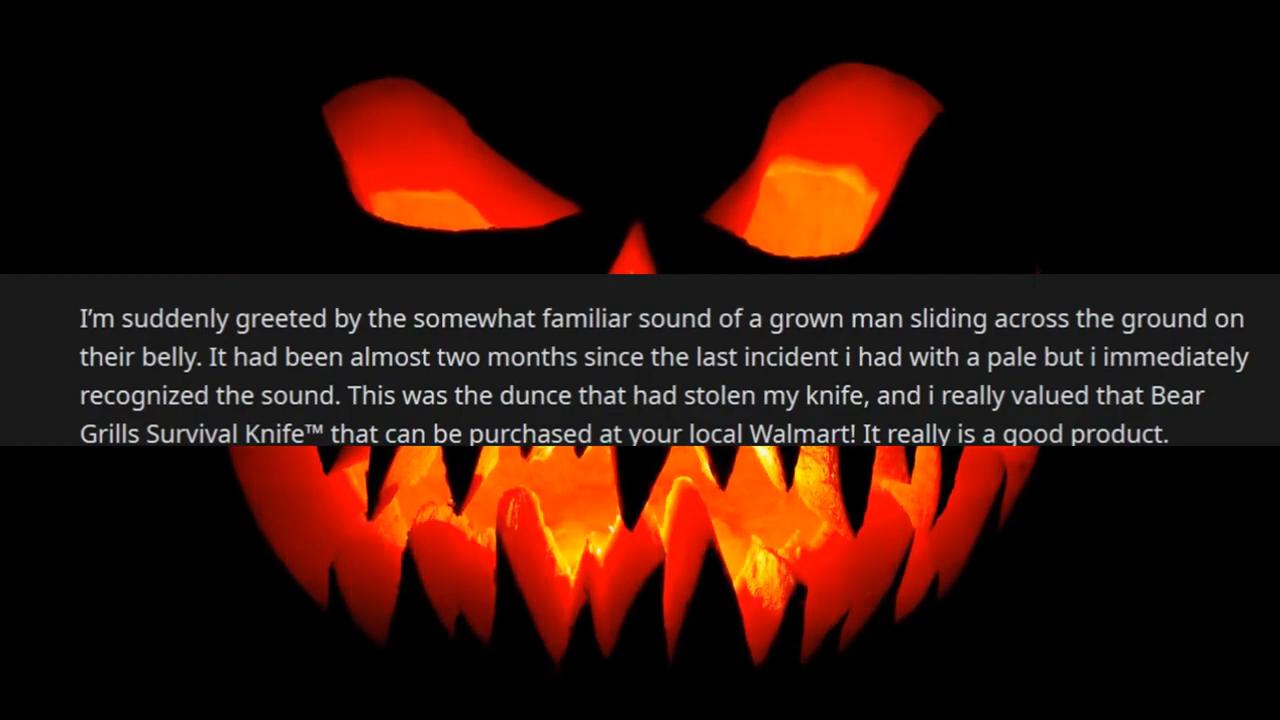 I’m suddenly greeted by the somewhat familiar sound of a grown man sliding across the ground on
their belly. It had been almost two months since the last incident i had with a pale but i immediately
recognized the sound. This was the dunce that had stolen my knife, and i really valued that Bear
Grills Survival Knife™ that can be purchased at your local Walmart! It really is a good product.